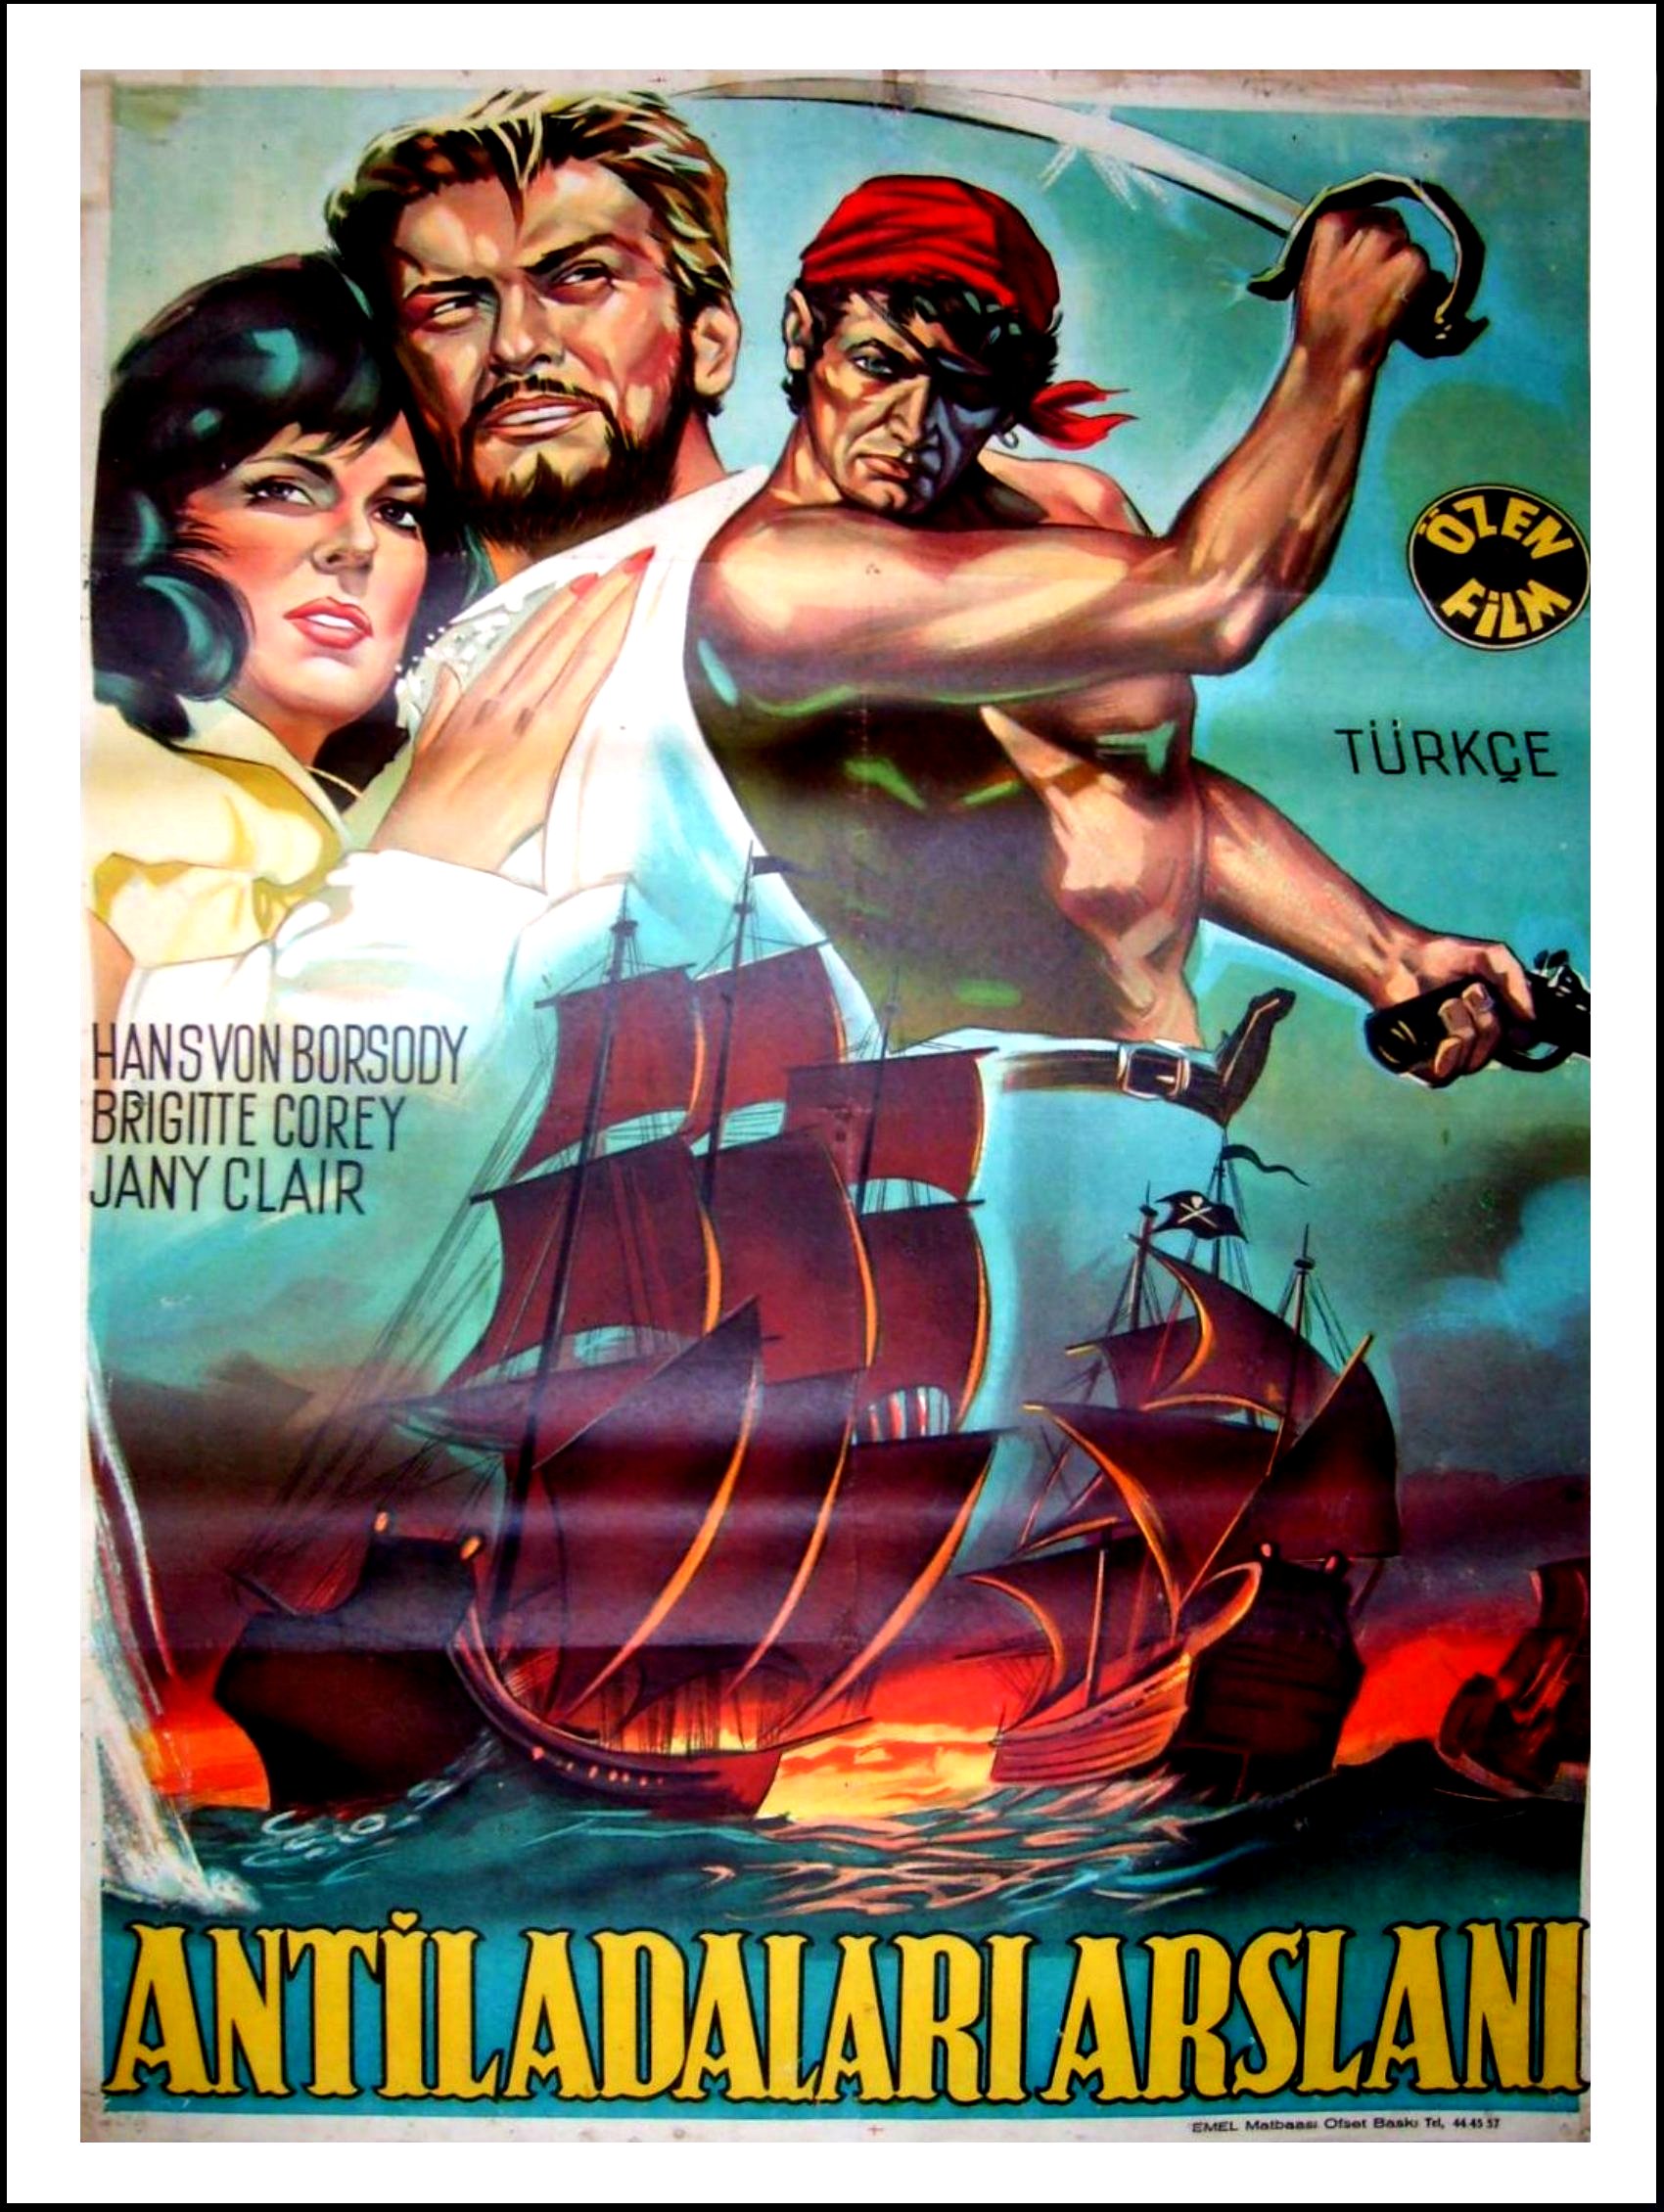 ÖZEN
FİLM
TÜRKÇE
HANS VON BORSODY
BRIGITTE COREY
JANY CLAIR
ANTİL ADALARI ARSLANI
EMEL Matbaası Ofset Baskı Tel, 44 45 57